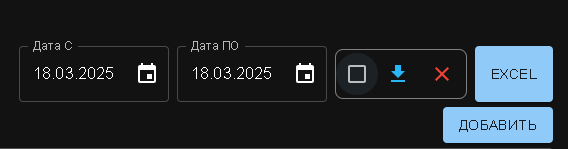 Дата С
Дата ПО
18.03.2025
18.03.2025
EXCEL
ДОБАВИТЬ